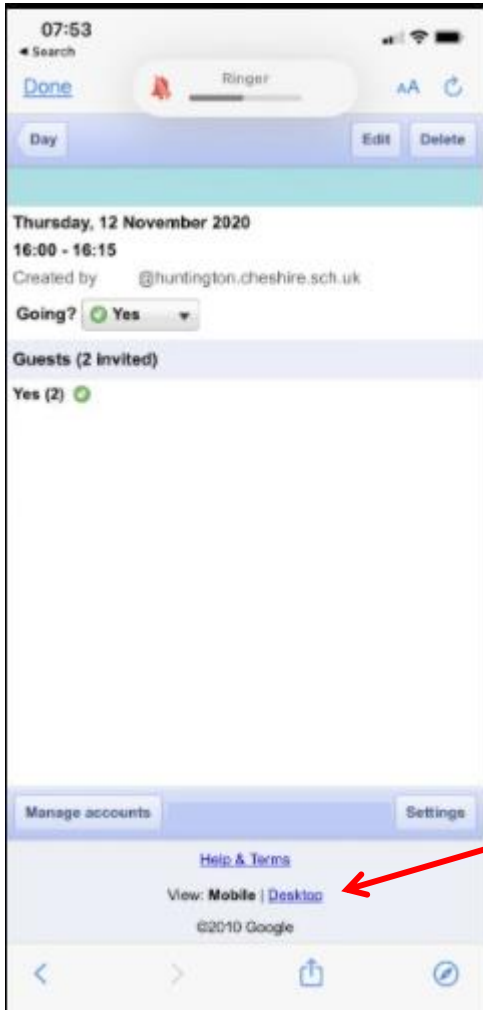 07:53
◀ Search
Done Ringer AA
Day Edit Delete
Thursday, 12 November 2020
16:00 - 16:15
Created by @huntington.cheshire.sch.uk
Going? Yes
Guests (2 invited)
Yes (2)
Manage accounts Settings
Help & Terms
View: Mobile | Desktop
©2010 Google